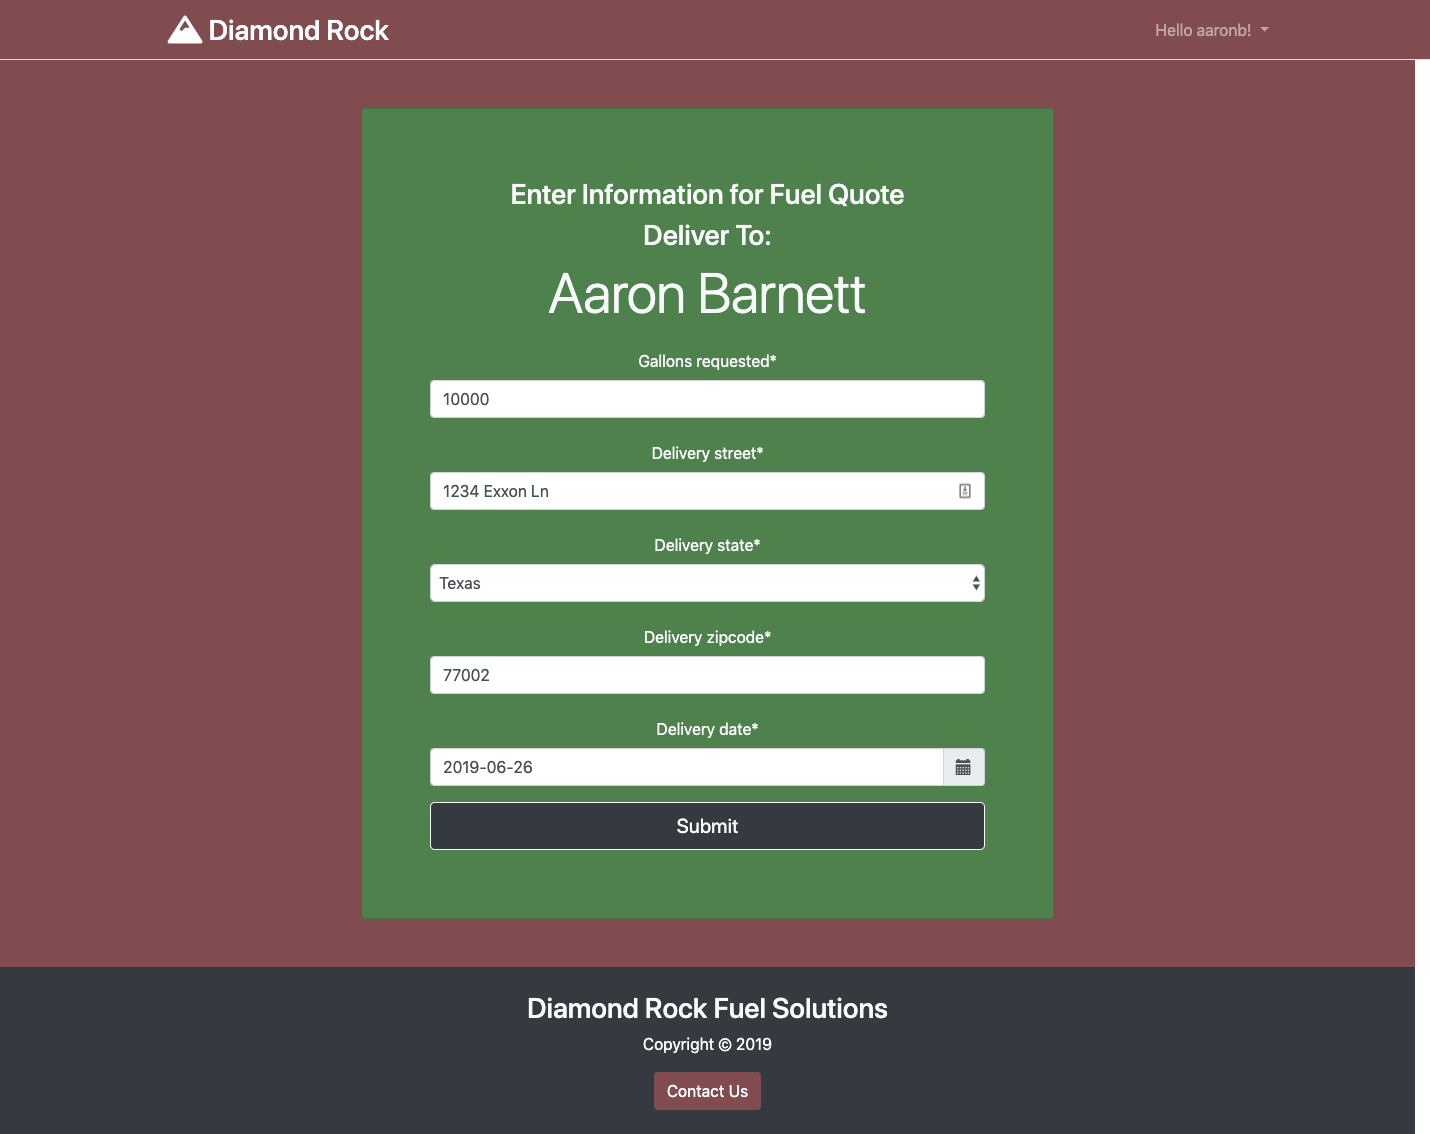 Diamond Rock
Hello aaronb!
Enter Information for Fuel Quote
Deliver To:
Aaron Barnett
Gallons requested*
10000
Delivery street*
1234 Exxon Ln
Delivery state*
Texas
Delivery zipcode*
77002
Delivery date*
2019-06-26
Submit
Diamond Rock Fuel Solutions
Copyright © 2019
Contact Us